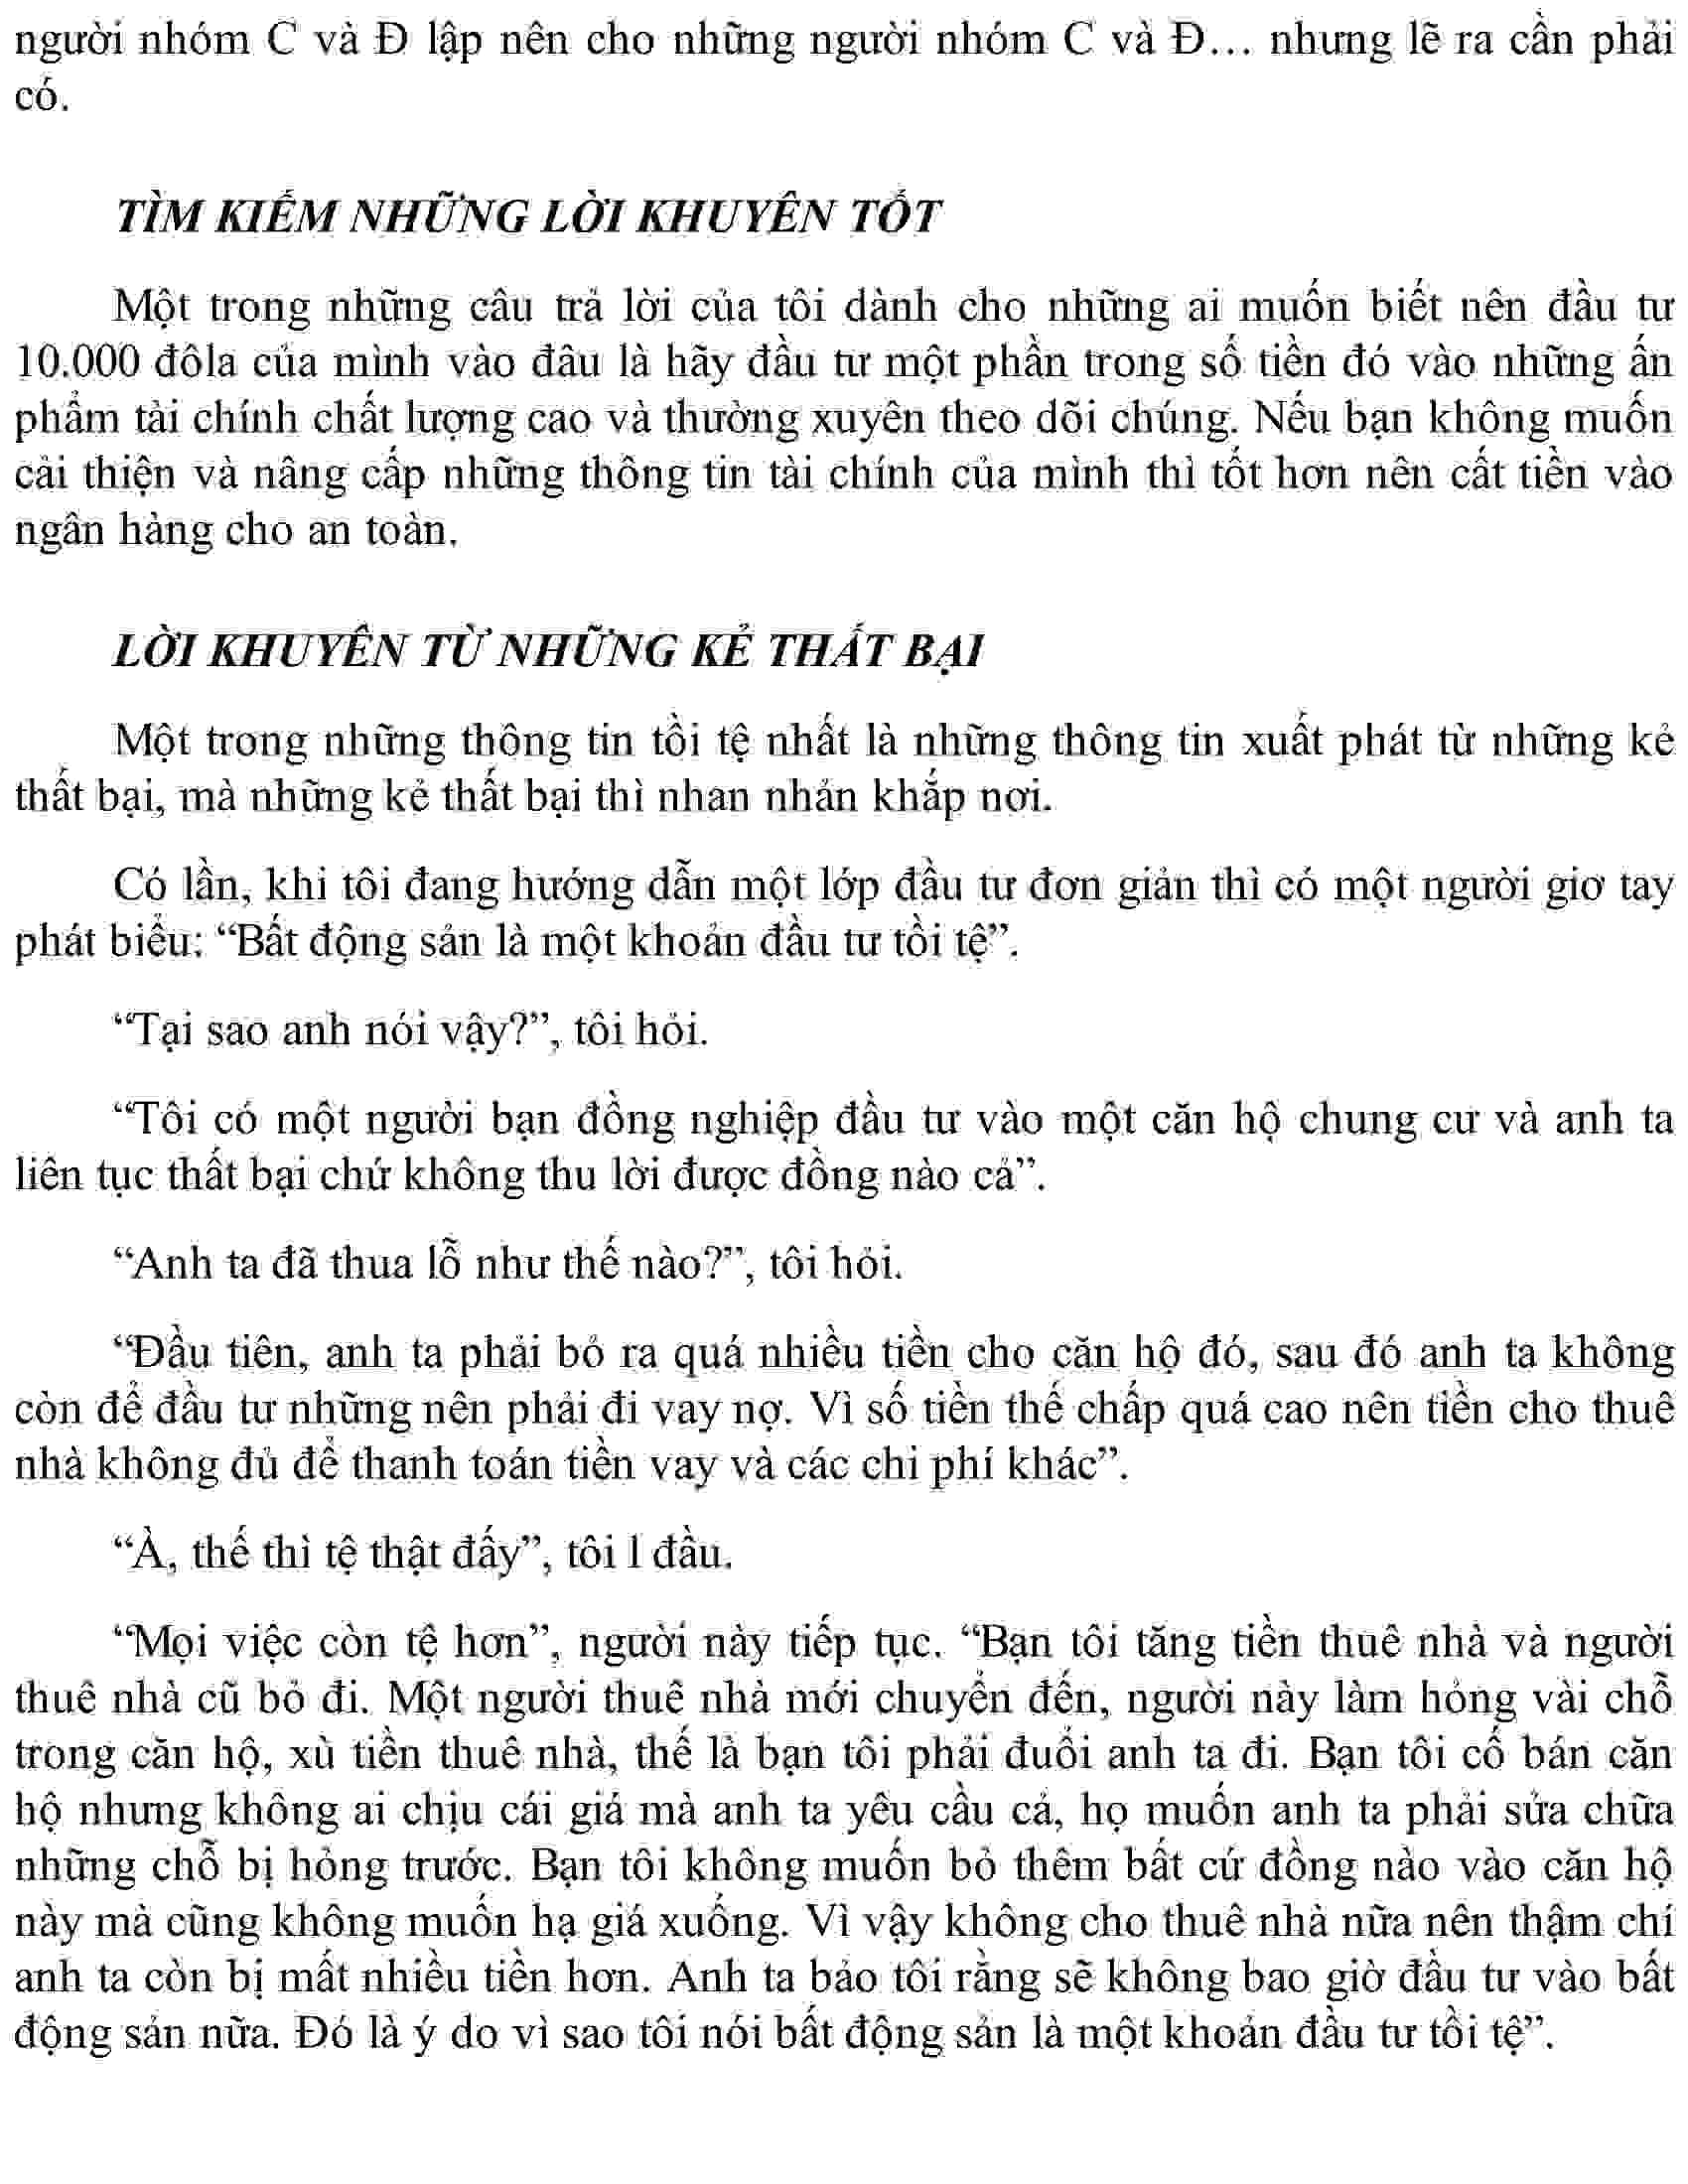 người nhóm C và Đ lập nên cho những người nhóm C và Đ… nhưng lẽ ra cần phải
có.
TÌM KIẾM NHỮNG LỜI KHUYÊN TỐT
Một trong những câu trả lời của tôi dành cho những ai muốn biết nên đầu tư
10.000 đôla của mình vào đâu là hãy đầu tư một phần trong số tiền đó vào những ấn
phẩm tài chính chất lượng cao và thường xuyên theo dõi chúng. Nếu bạn không muốn
cải thiện và nâng cấp những thông tin tài chính của mình thì tốt hơn nên cất tiền vào
ngân hàng cho an toàn.
LỜI KHUYÊN TỪ NHỮNG KẺ THẤT BẠI
Một trong những thông tin tồi tệ nhất là những thông tin xuất phát từ những kẻ
thất bại, mà những kẻ thất bại thì nhan nhản khắp nơi.
Có lần, khi tôi đang hướng dẫn một lớp đầu tư đơn giản thì có một người giơ tay
phát biểu: “Bất động sản là một khoản đầu tư tồi tệ”.
“Tại sao anh nói vậy?”, tôi hỏi.
“Tôi có một người bạn đồng nghiệp đầu tư vào một căn hộ chung cư và anh ta
liên tục thất bại chứ không thu lời được đồng nào cả”.
“Anh ta đã thua lỗ như thế nào?”, tôi hỏi.
“Đầu tiên, anh ta phải bỏ ra quá nhiều tiền cho căn hộ đó, sau đó anh ta không
còn để đầu tư những nên phải đi vay nợ. Vì số tiền thế chấp quá cao nên tiền cho thuê
nhà không đủ để thanh toán tiền vay và các chi phí khác”.
“À, thế thì tệ thật đấy”, tôi l đầu.
“Mọi việc còn tệ hơn”, người này tiếp tục. “Bạn tôi tăng tiền thuê nhà và người
thuê nhà cũ bỏ đi. Một người thuê nhà mới chuyển đến, người này làm hỏng vài chỗ
trong căn hộ, xù tiền thuê nhà, thế là bạn tôi phải đuổi anh ta đi. Bạn tôi cố bán căn
hộ nhưng không ai chịu cái giá mà anh ta yêu cầu cả, họ muốn anh ta phải sửa chữa
những chỗ bị hỏng trước. Bạn tôi không muốn bỏ thêm bất cứ đồng nào vào căn hộ
này mà cũng không muốn hạ giá xuống. Vì vậy không cho thuê nhà nữa nên thậm chí
anh ta còn bị mất nhiều tiền hơn. Anh ta bảo tôi rằng sẽ không bao giờ đầu tư vào bất
động sản nữa. Đó là ý do vì sao tôi nói bất động sản là một khoản đầu tư tồi tệ”.